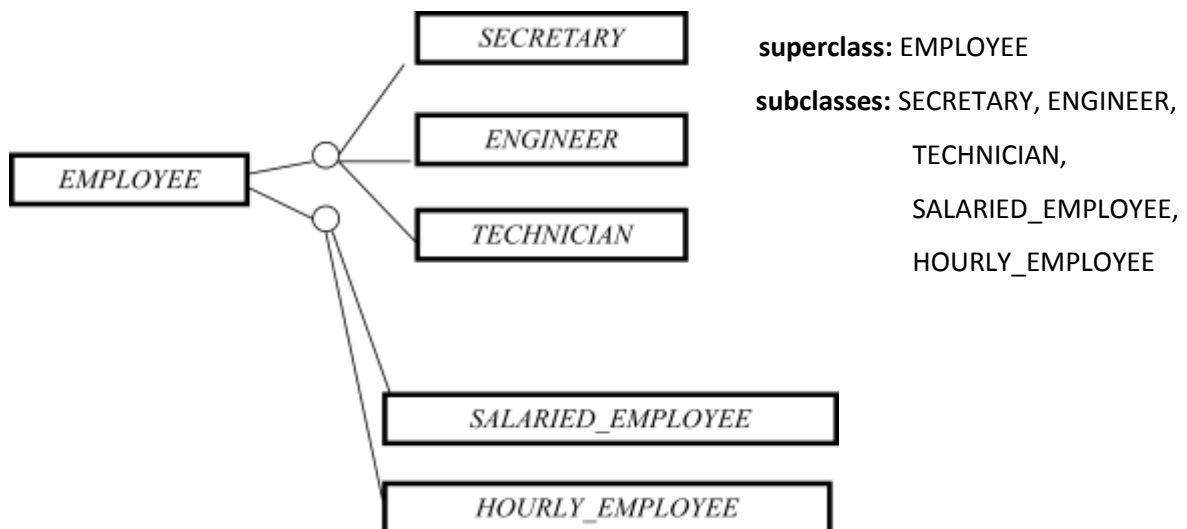 SECRETARY
ENGINEER
EMPLOYEE
TECHNICIAN
SALARIED_EMPLOYEE
HOURLY_EMPLOYEE
superclass: EMPLOYEE
subclasses: SECRETARY, ENGINEER,
TECHNICIAN,
SALARIED_EMPLOYEE,
HOURLY_EMPLOYEE